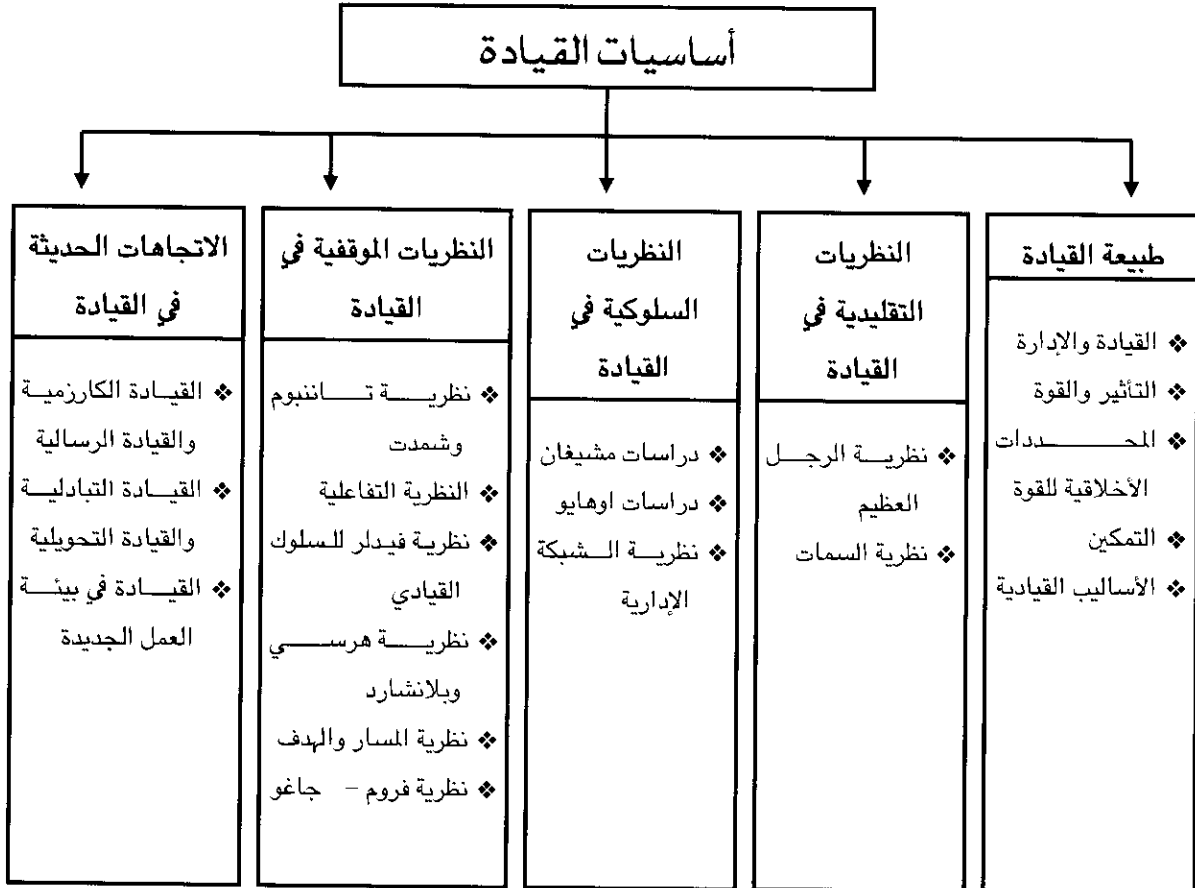 أساسيات القيادة
طبيعة القيادة
❖ القيادة والإدارة
❖ التأثير والقوة
❖ المحددات
الأخلاقية للقوة
❖ التمكين
❖ الأساليب القيادية
النظريات
التقليدية في
القيادة
❖ نظرية الرجل
العظيم
❖ نظرية السمات
النظريات
السلوكية في
القيادة
❖ دراسات مشيغان
❖ دراسات اوهايو
❖ نظرية الشبكة
الإدارية
النظريات الموقفية في
القيادة
❖ نظرية تاننبوم
وشمدت
❖ النظرية التفاعلية
❖ نظرية فيدلر للسلوك
القيادي
❖ نظرية هرسي
وبلانشارد
❖ نظرية المسار والهدف
❖ نظرية فروم – جاغو
الاتجاهات الحديثة
في القيادة
❖ القيادة الكارزمية
والقيادة الرسالية
❖ القيادة التبادلية
والقيادة التحويلية
❖ القيادة في بيئة
العمل الجديدة